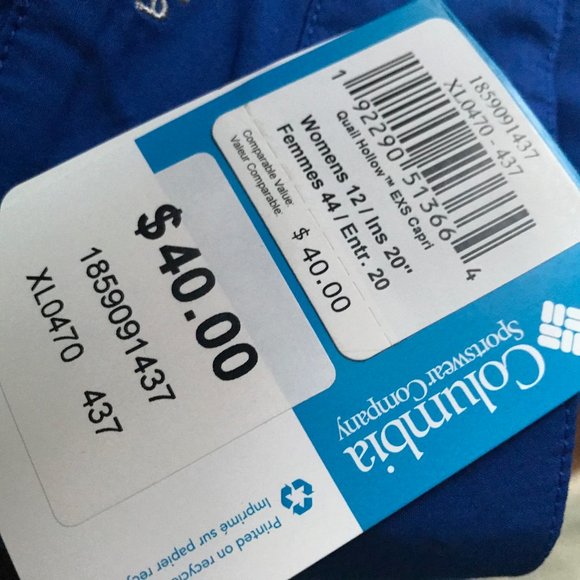 1859091437
XL0470 - 437
1 92290 51366 4
Quail Hollow™ EXS Capri
Womens 12 / Ins 20"
Femmes 44 / Entr. 20
Comparable Value:
Valeur Comparable:
$ 40.00
$40.00
1859091437
XL0470 437
Columbia
Sportswear Company
Printed on
Imprimé sur papier